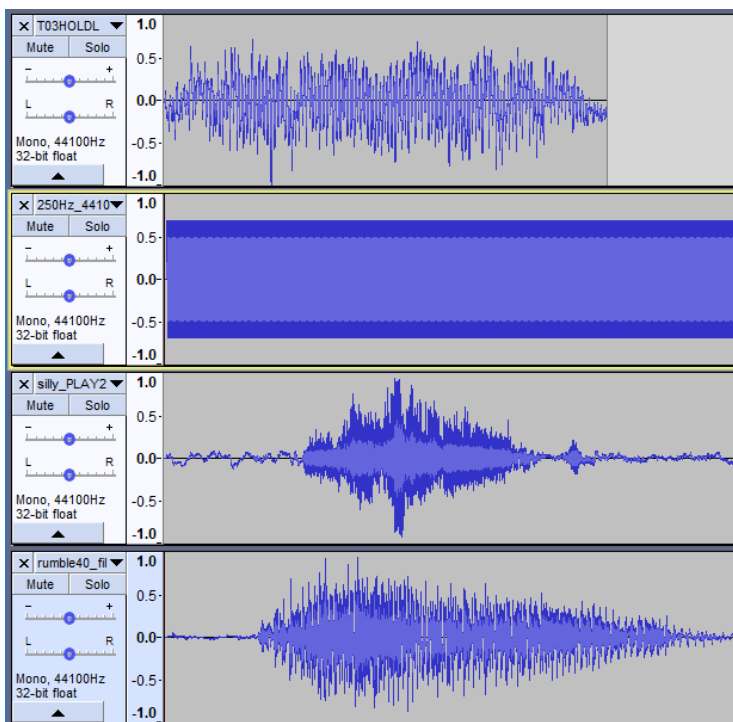 × T03HOLDL ▼ 1.0
Mute Solo
0.5-
- +
0.0-
L R
-0.5-
Mono, 44100Hz
32-bit float
-1.0
× 250Hz_4410▼ 1.0
Mute Solo
0.5-
- +
0.0-
L R
-0.5-
Mono, 44100Hz
32-bit float
-1.0
× silly_PLAY2▼ 1.0
Mute Solo
0.5-
- +
0.0-
L R
-0.5-
Mono, 44100Hz
32-bit float
-1.0
× rumble40_fil▼ 1.0
Mute Solo
0.5-
- +
0.0-
L R
-0.5-
Mono, 44100Hz
32-bit float
-1.0